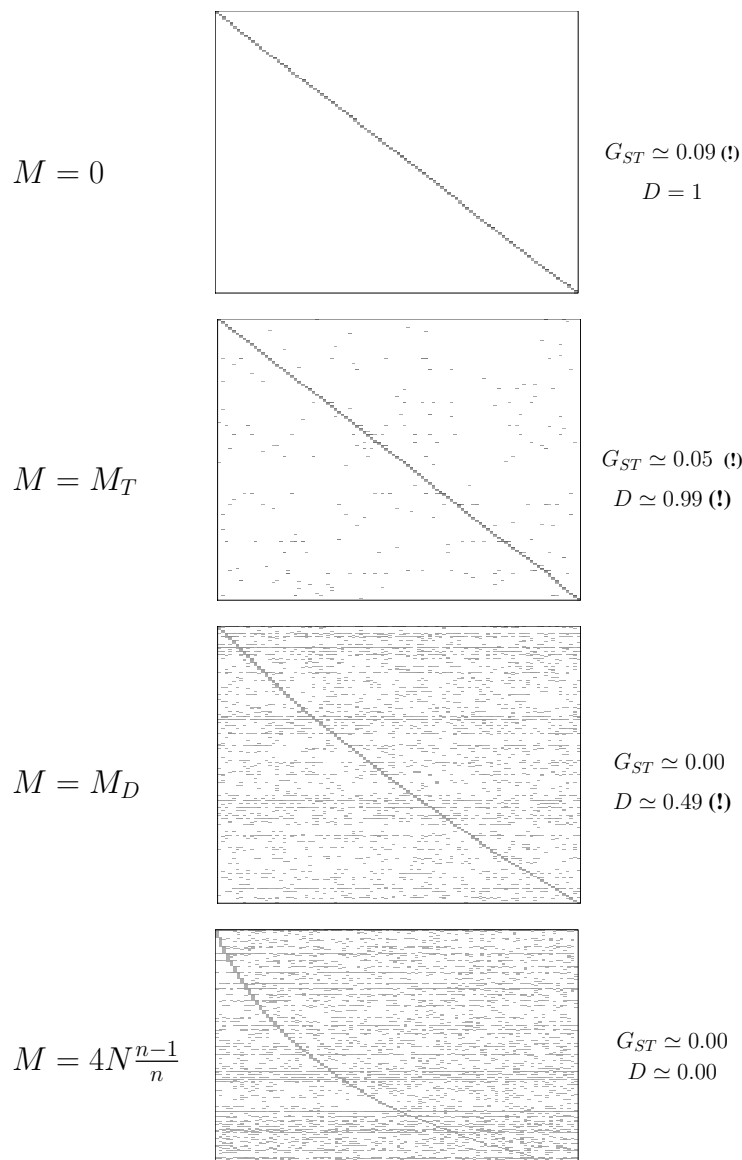 M = 0
G_{ST} ≃ 0.09 (!)
D = 1
M = M_T
G_{ST} ≃ 0.05 (!)
D ≃ 0.99 (!)
M = M_D
G_{ST} ≃ 0.00
D ≃ 0.49 (!)
M = 4N\frac{n−1}{n}
G_{ST} ≃ 0.00
D ≃ 0.00